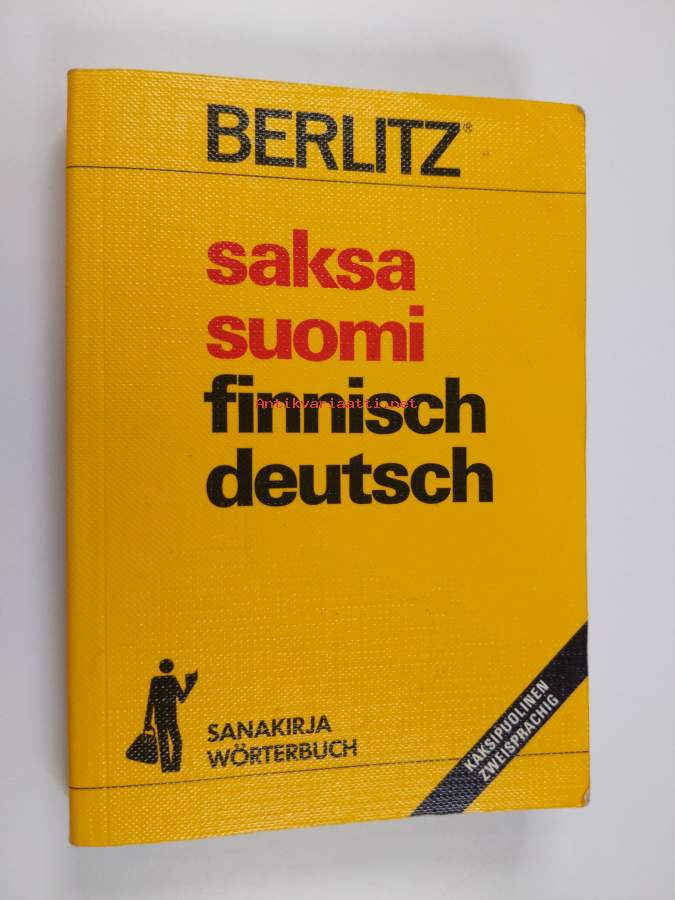 BERLITZ®
saksa
suomi
finnisch
Antikvariaatti.net
deutsch
SANAKIRJA
WÖRTERBUCH
KAKSIPUOLINEN
ZWEISPRACHIG